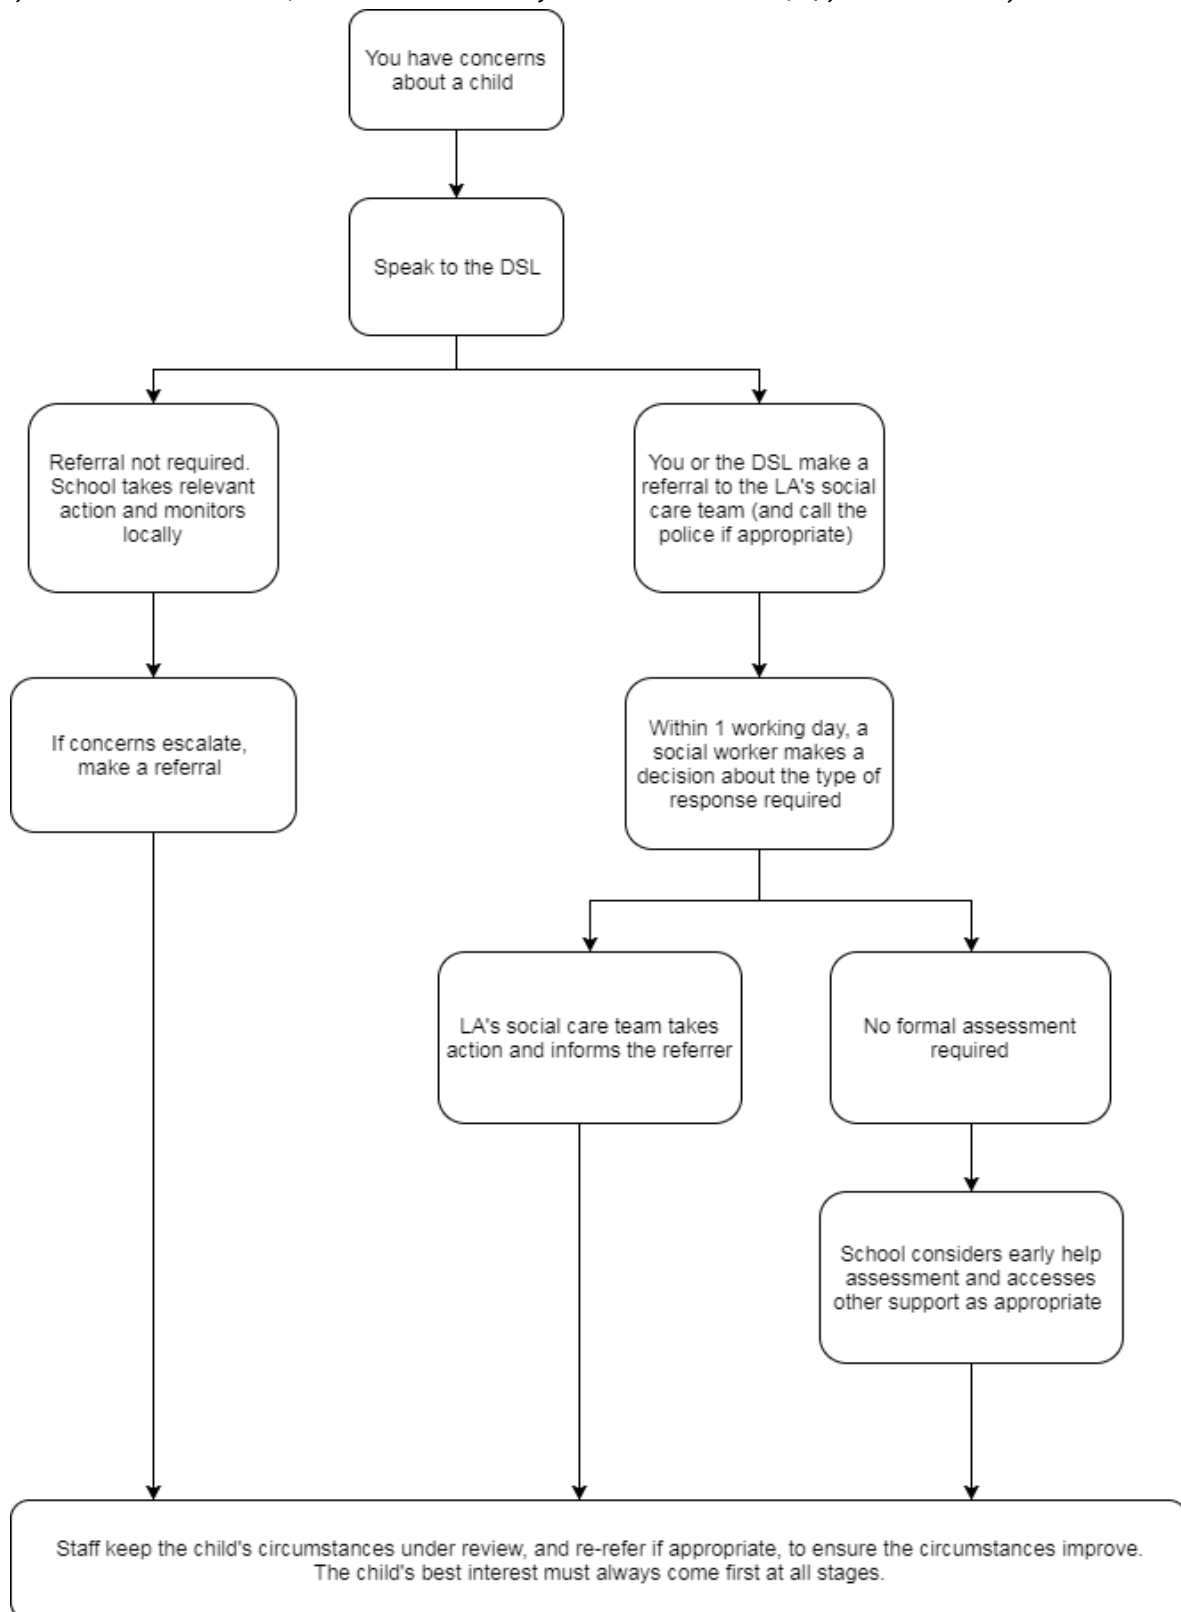 You have concerns
about a child
Speak to the DSL
Referral not required.
School takes relevant
action and monitors
locally
You or the DSL make a
referral to the LA's social
care team (and call the
police if appropriate)
If concerns escalate,
make a referral
Within 1 working day, a
social worker makes a
decision about the type of
response required
LA's social care team takes
action and informs the referrer
No formal assessment
required
School considers early help
assessment and accesses
other support as appropriate
Staff keep the child's circumstances under review, and re-refer if appropriate, to ensure the circumstances improve.
The child's best interest must always come first at all stages.